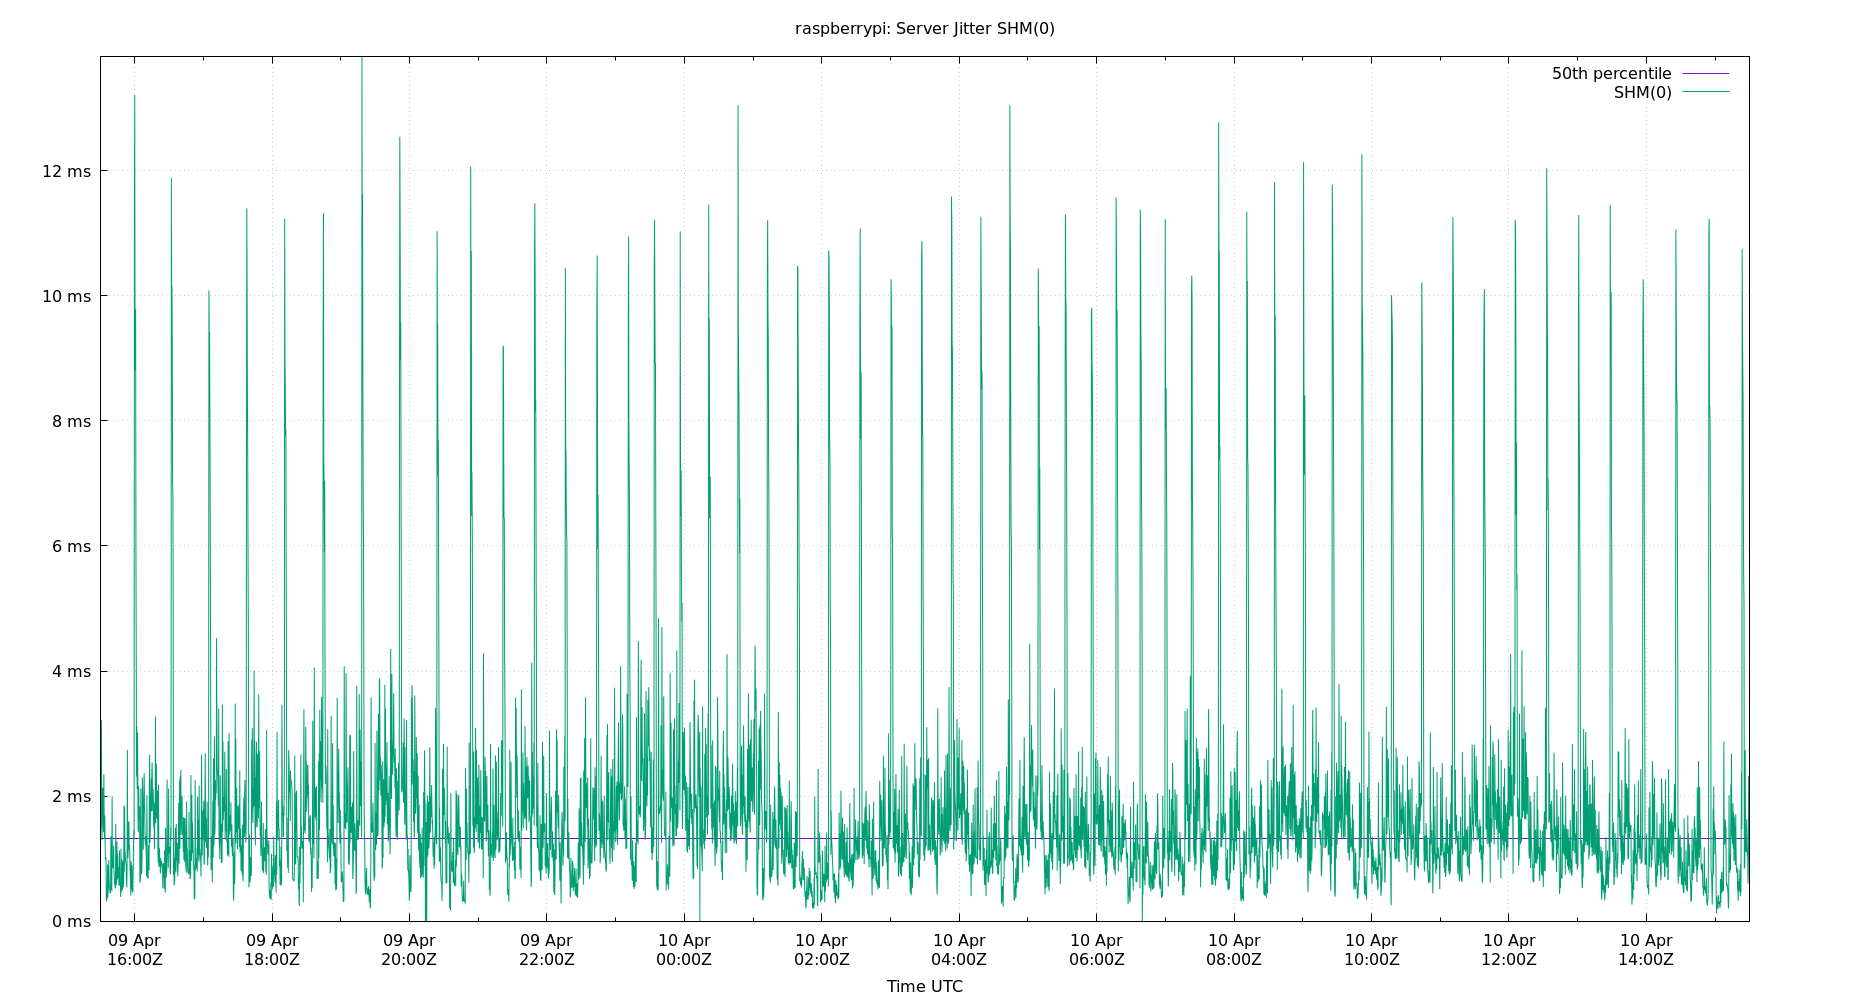 raspberrypi: Server Jitter SHM(0)
50th percentile
SHM(0)
12 ms
10 ms
8 ms
6 ms
4 ms
2 ms
0 ms
09 Apr 09 Apr 09 Apr 09 Apr 10 Apr 10 Apr 10 Apr 10 Apr 10 Apr 10 Apr 10 Apr 10 Apr
16:00Z 18:00Z 20:00Z 22:00Z 00:00Z 02:00Z 04:00Z 06:00Z 08:00Z 10:00Z 12:00Z 14:00Z
Time UTC